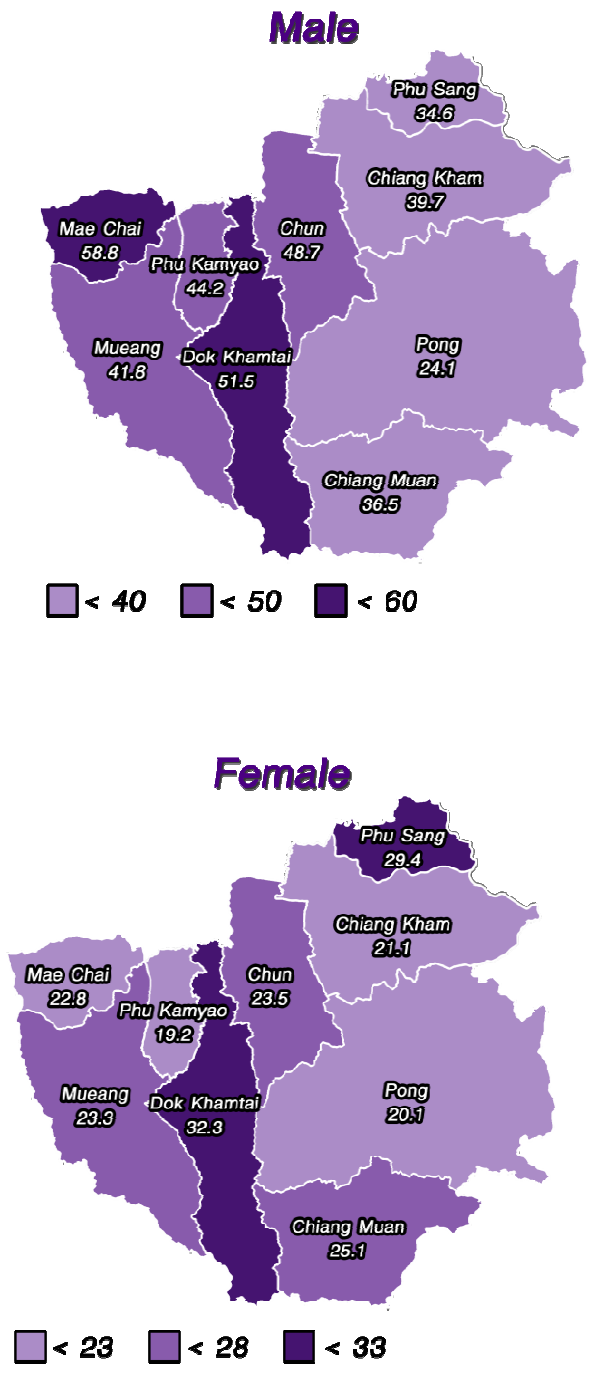 Male
Phu Sang
34.6
Chiang Kham
39.7
Mae Chai
58.8
Chun
48.7
Phu Kamyao
44.2
Mueang
41.8
Dok Khamtai
51.5
Pong
24.1
Chiang Muan
36.5
< 40 < 50 < 60
Female
Phu Sang
29.4
Chiang Kham
21.1
Mae Chai
22.8
Chun
23.5
Phu Kamyao
19.2
Mueang
23.3
Dok Khamtai
32.3
Pong
20.1
Chiang Muan
25.1
< 23 < 28 < 33